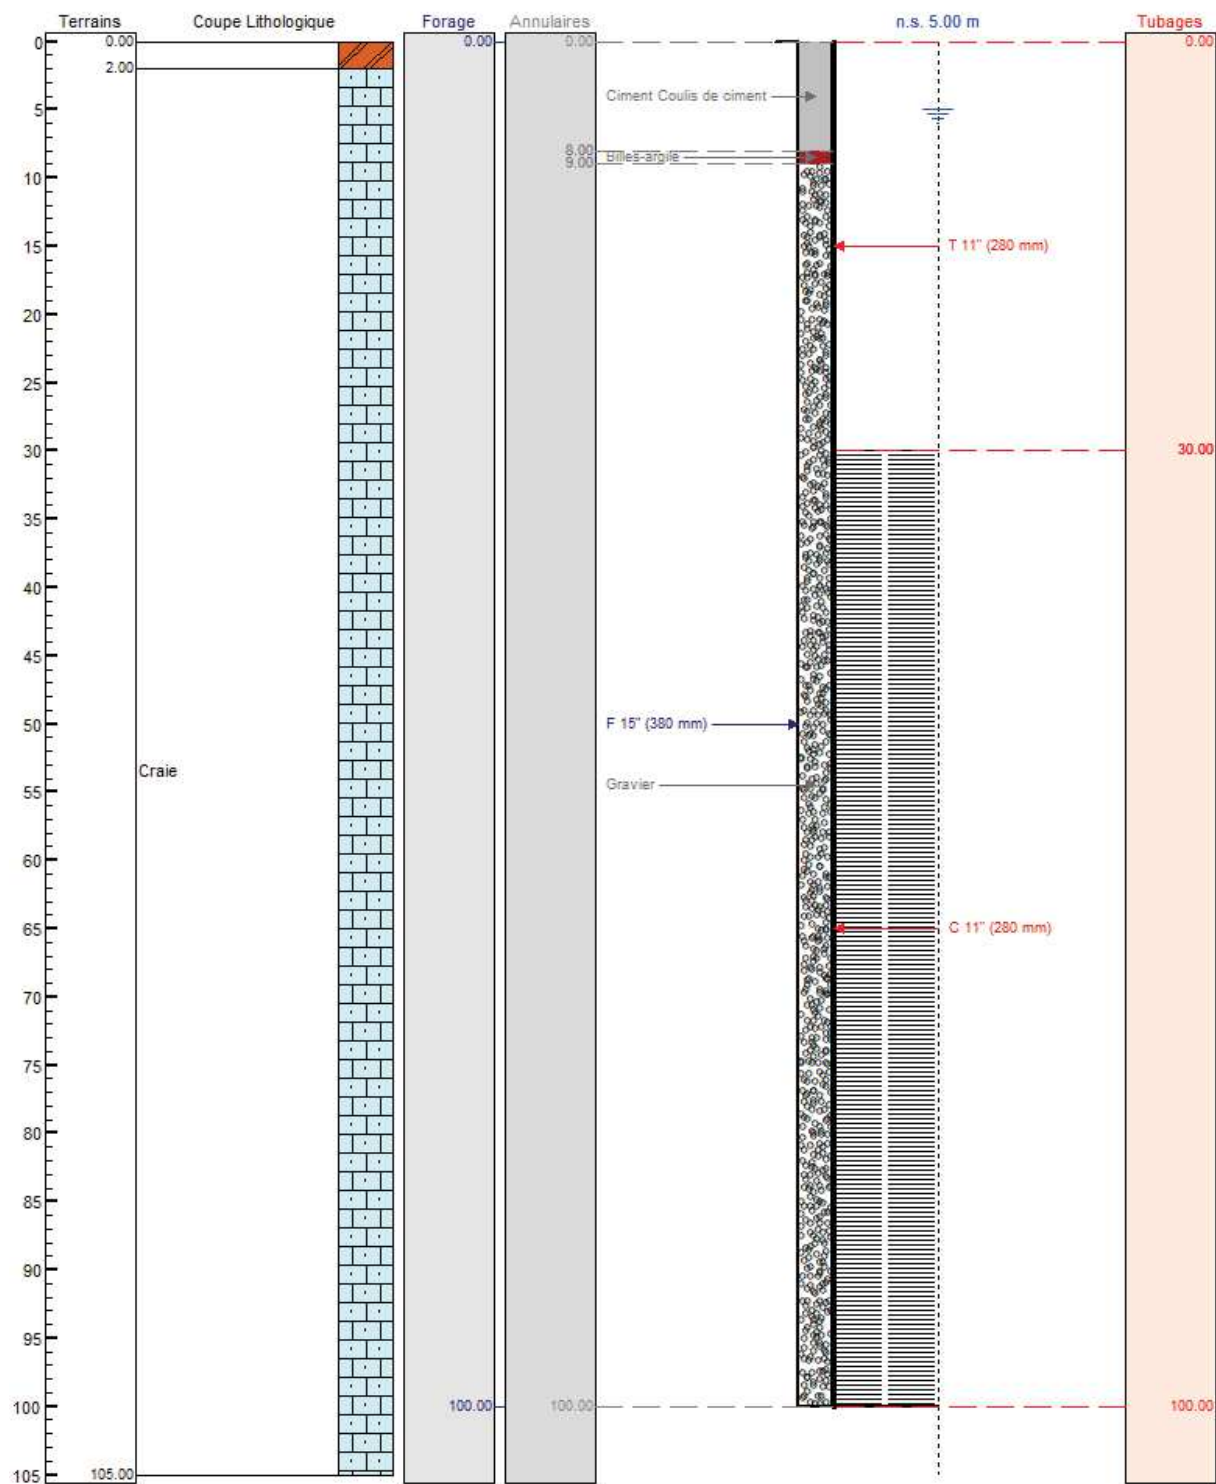 Terrains Coupe Lithologique Forage Annulaires n.s. 5.00 m Tubages
0 0.00 0.00 0.00 0.00
2.00
5
Ciment Coulis de ciment
8.00
Billes-argile
9.00
10
15 T 11" (280 mm)
20
25
30 30.00
35
40
45
50 F 15" (380 mm)
Craie
55 Gravier
60
65 C 11" (280 mm)
70
75
80
85
90
95
100 100.00 100.00 100.00
105 105.00